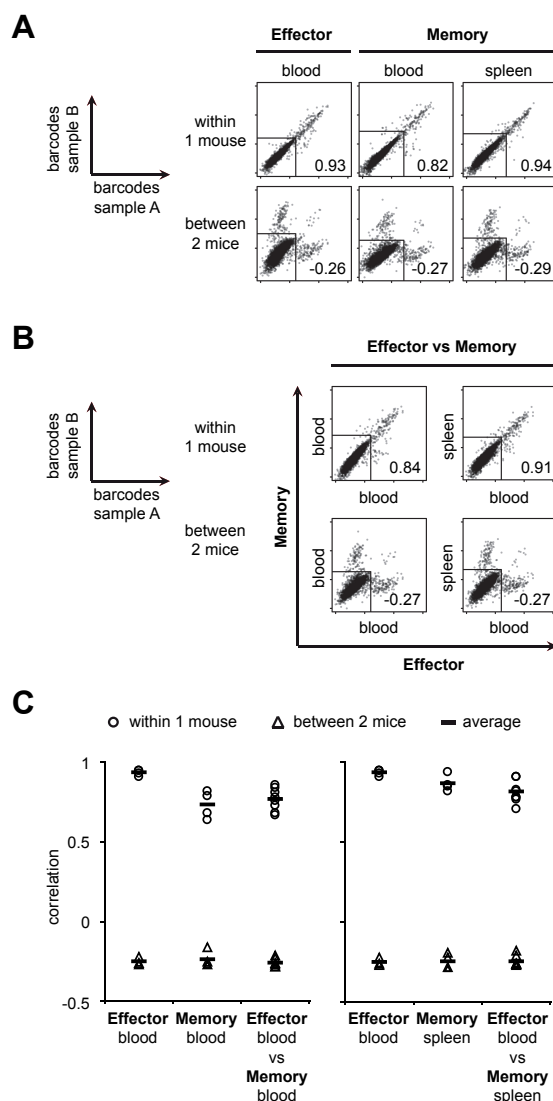 A
Effector Memory
blood blood spleen
barcodes
sample B
barcodes
sample A
within
1 mouse
0.93 0.82 0.94
between
2 mice
-0.26 -0.27 -0.29
B
Effector vs Memory
barcodes
sample B
barcodes
sample A
within
1 mouse
between
2 mice
Memory
blood
0.84
blood
spleen
0.91
blood
blood
-0.27
blood
spleen
-0.27
blood
Effector
C
within 1 mouse between 2 mice average
correlation
1
0.5
0
-0.5
Effector
blood
Memory
blood
Effector
blood
vs
Memory
blood
Effector
blood
Memory
spleen
Effector
blood
vs
Memory
spleen